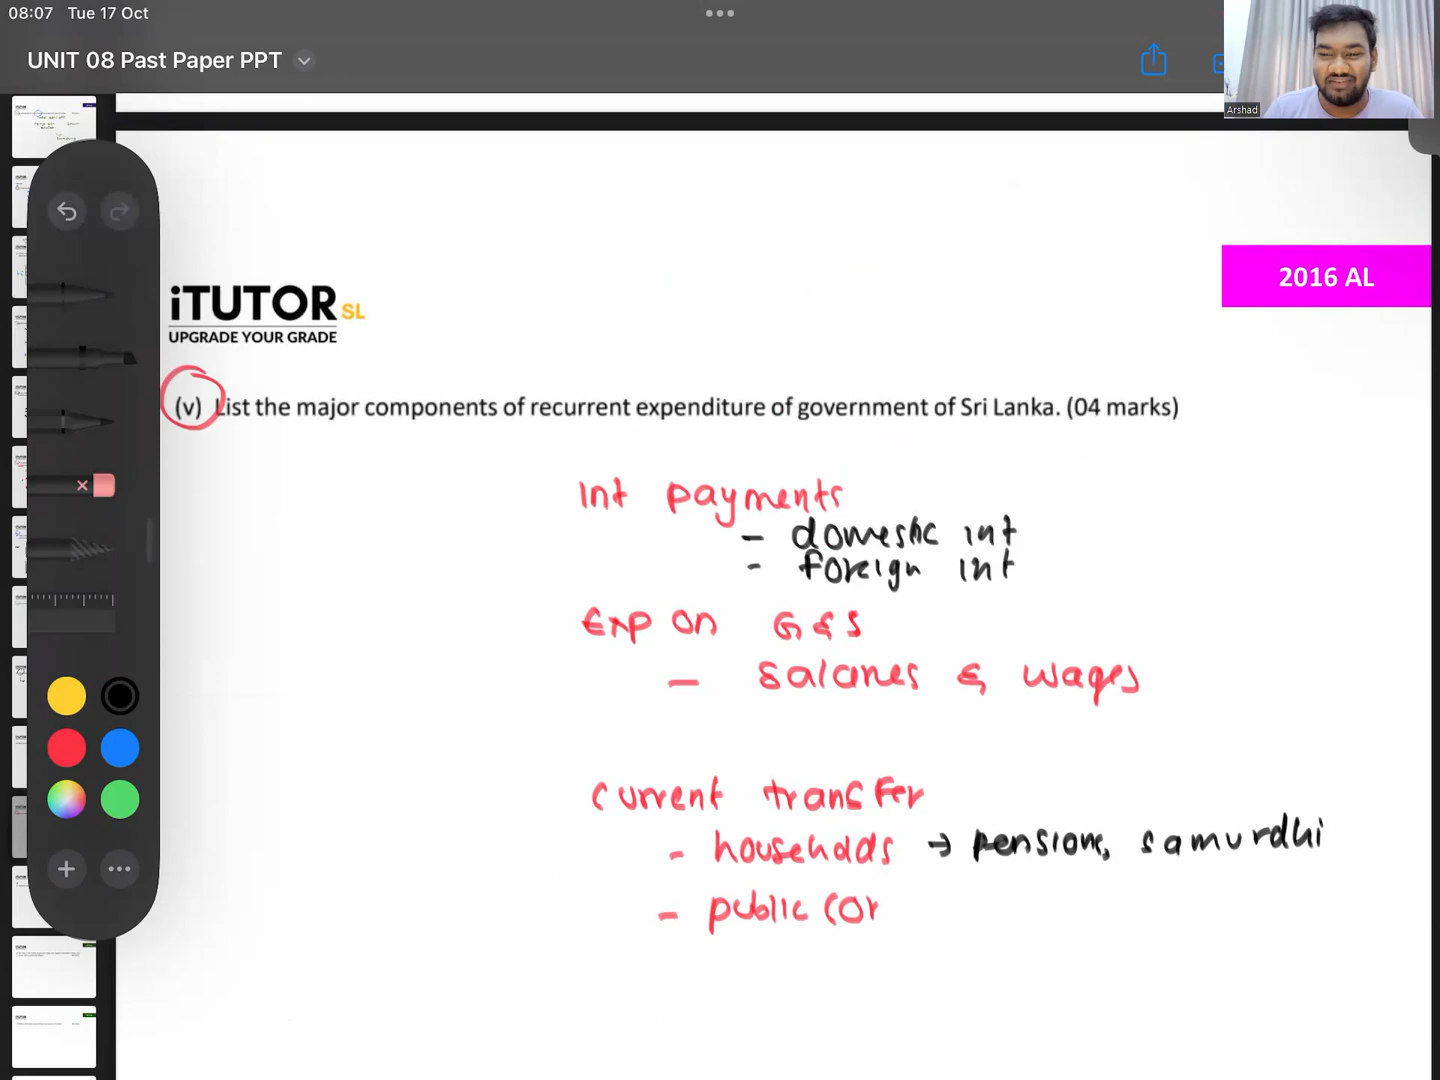 08:07 Tue 17 Oct
UNIT 08 Past Paper PPT
Arshad
2016 AL
iTUTOR SL
UPGRADE YOUR GRADE
(v) List the major components of recurrent expenditure of government of Sri Lanka. (04 marks)
Int payments
- domestic int
- foreign int
Exp on G & S
- Salaries & wages
Current transfer
- households → pensions, samurdhi
- public cor